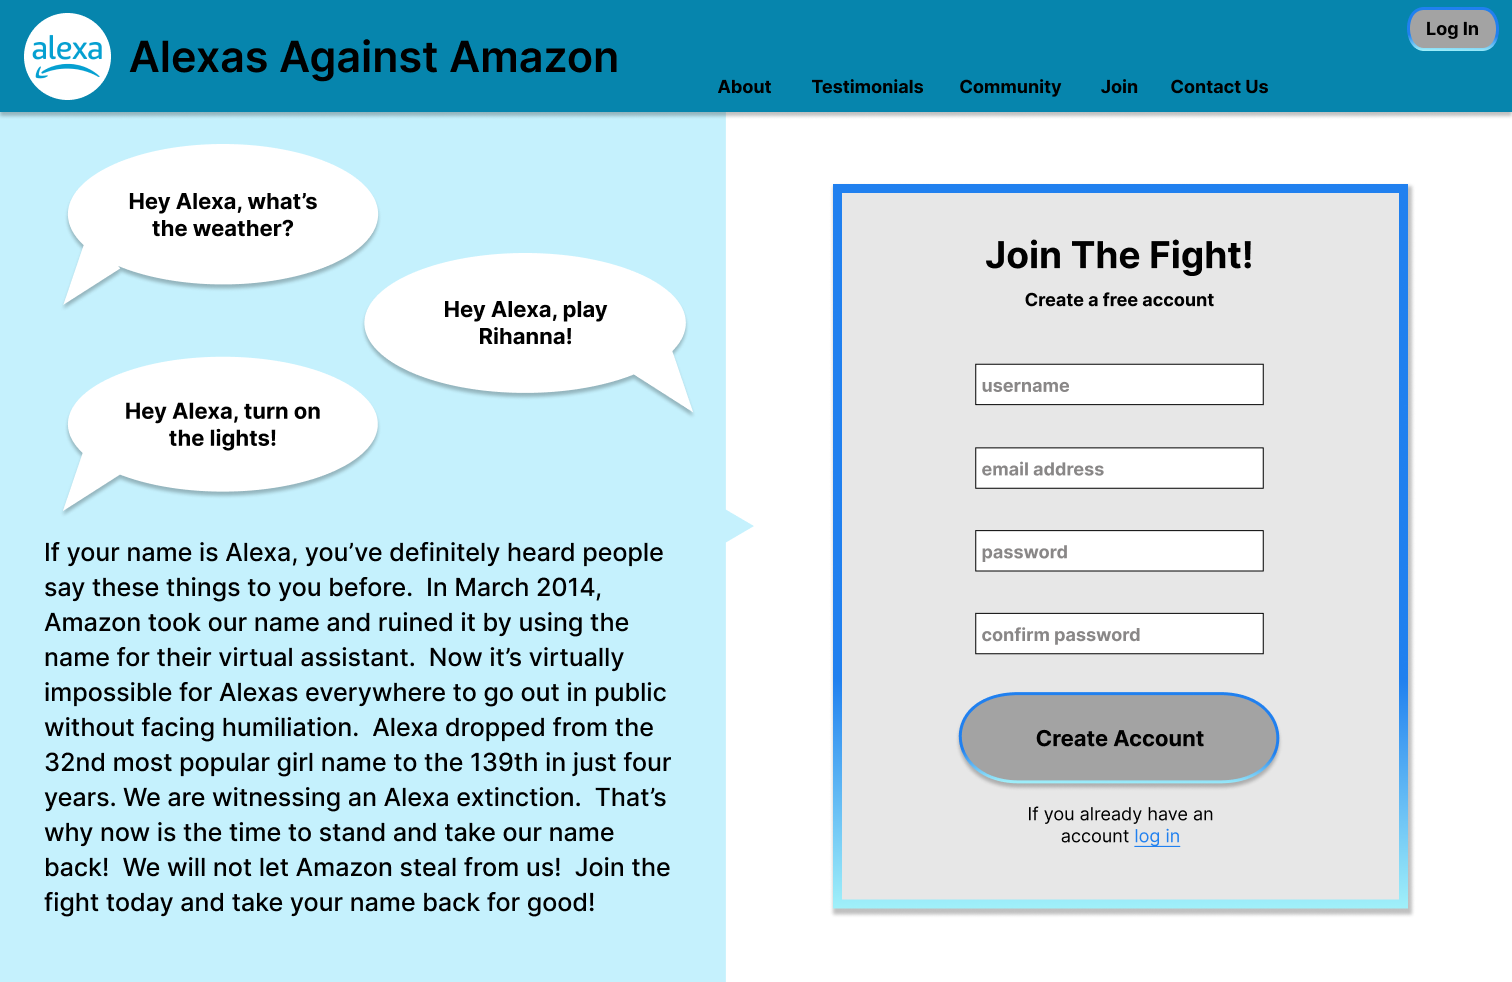 alexa
Alexas Against Amazon
Log In
About Testimonials Community Join Contact Us
Hey Alexa, what’s
the weather?
Hey Alexa, play
Rihanna!
Hey Alexa, turn on
the lights!
If your name is Alexa, you’ve definitely heard people
say these things to you before.  In March 2014,
Amazon took our name and ruined it by using the
name for their virtual assistant.  Now it’s virtually
impossible for Alexas everywhere to go out in public
without facing humiliation.  Alexa dropped from the
32nd most popular girl name to the 139th in just four
years. We are witnessing an Alexa extinction.  That’s
why now is the time to stand and take our name
back!  We will not let Amazon steal from us!  Join the
fight today and take your name back for good!
Join The Fight!
Create a free account
username
email address
password
confirm password
Create Account
If you already have an
account log in